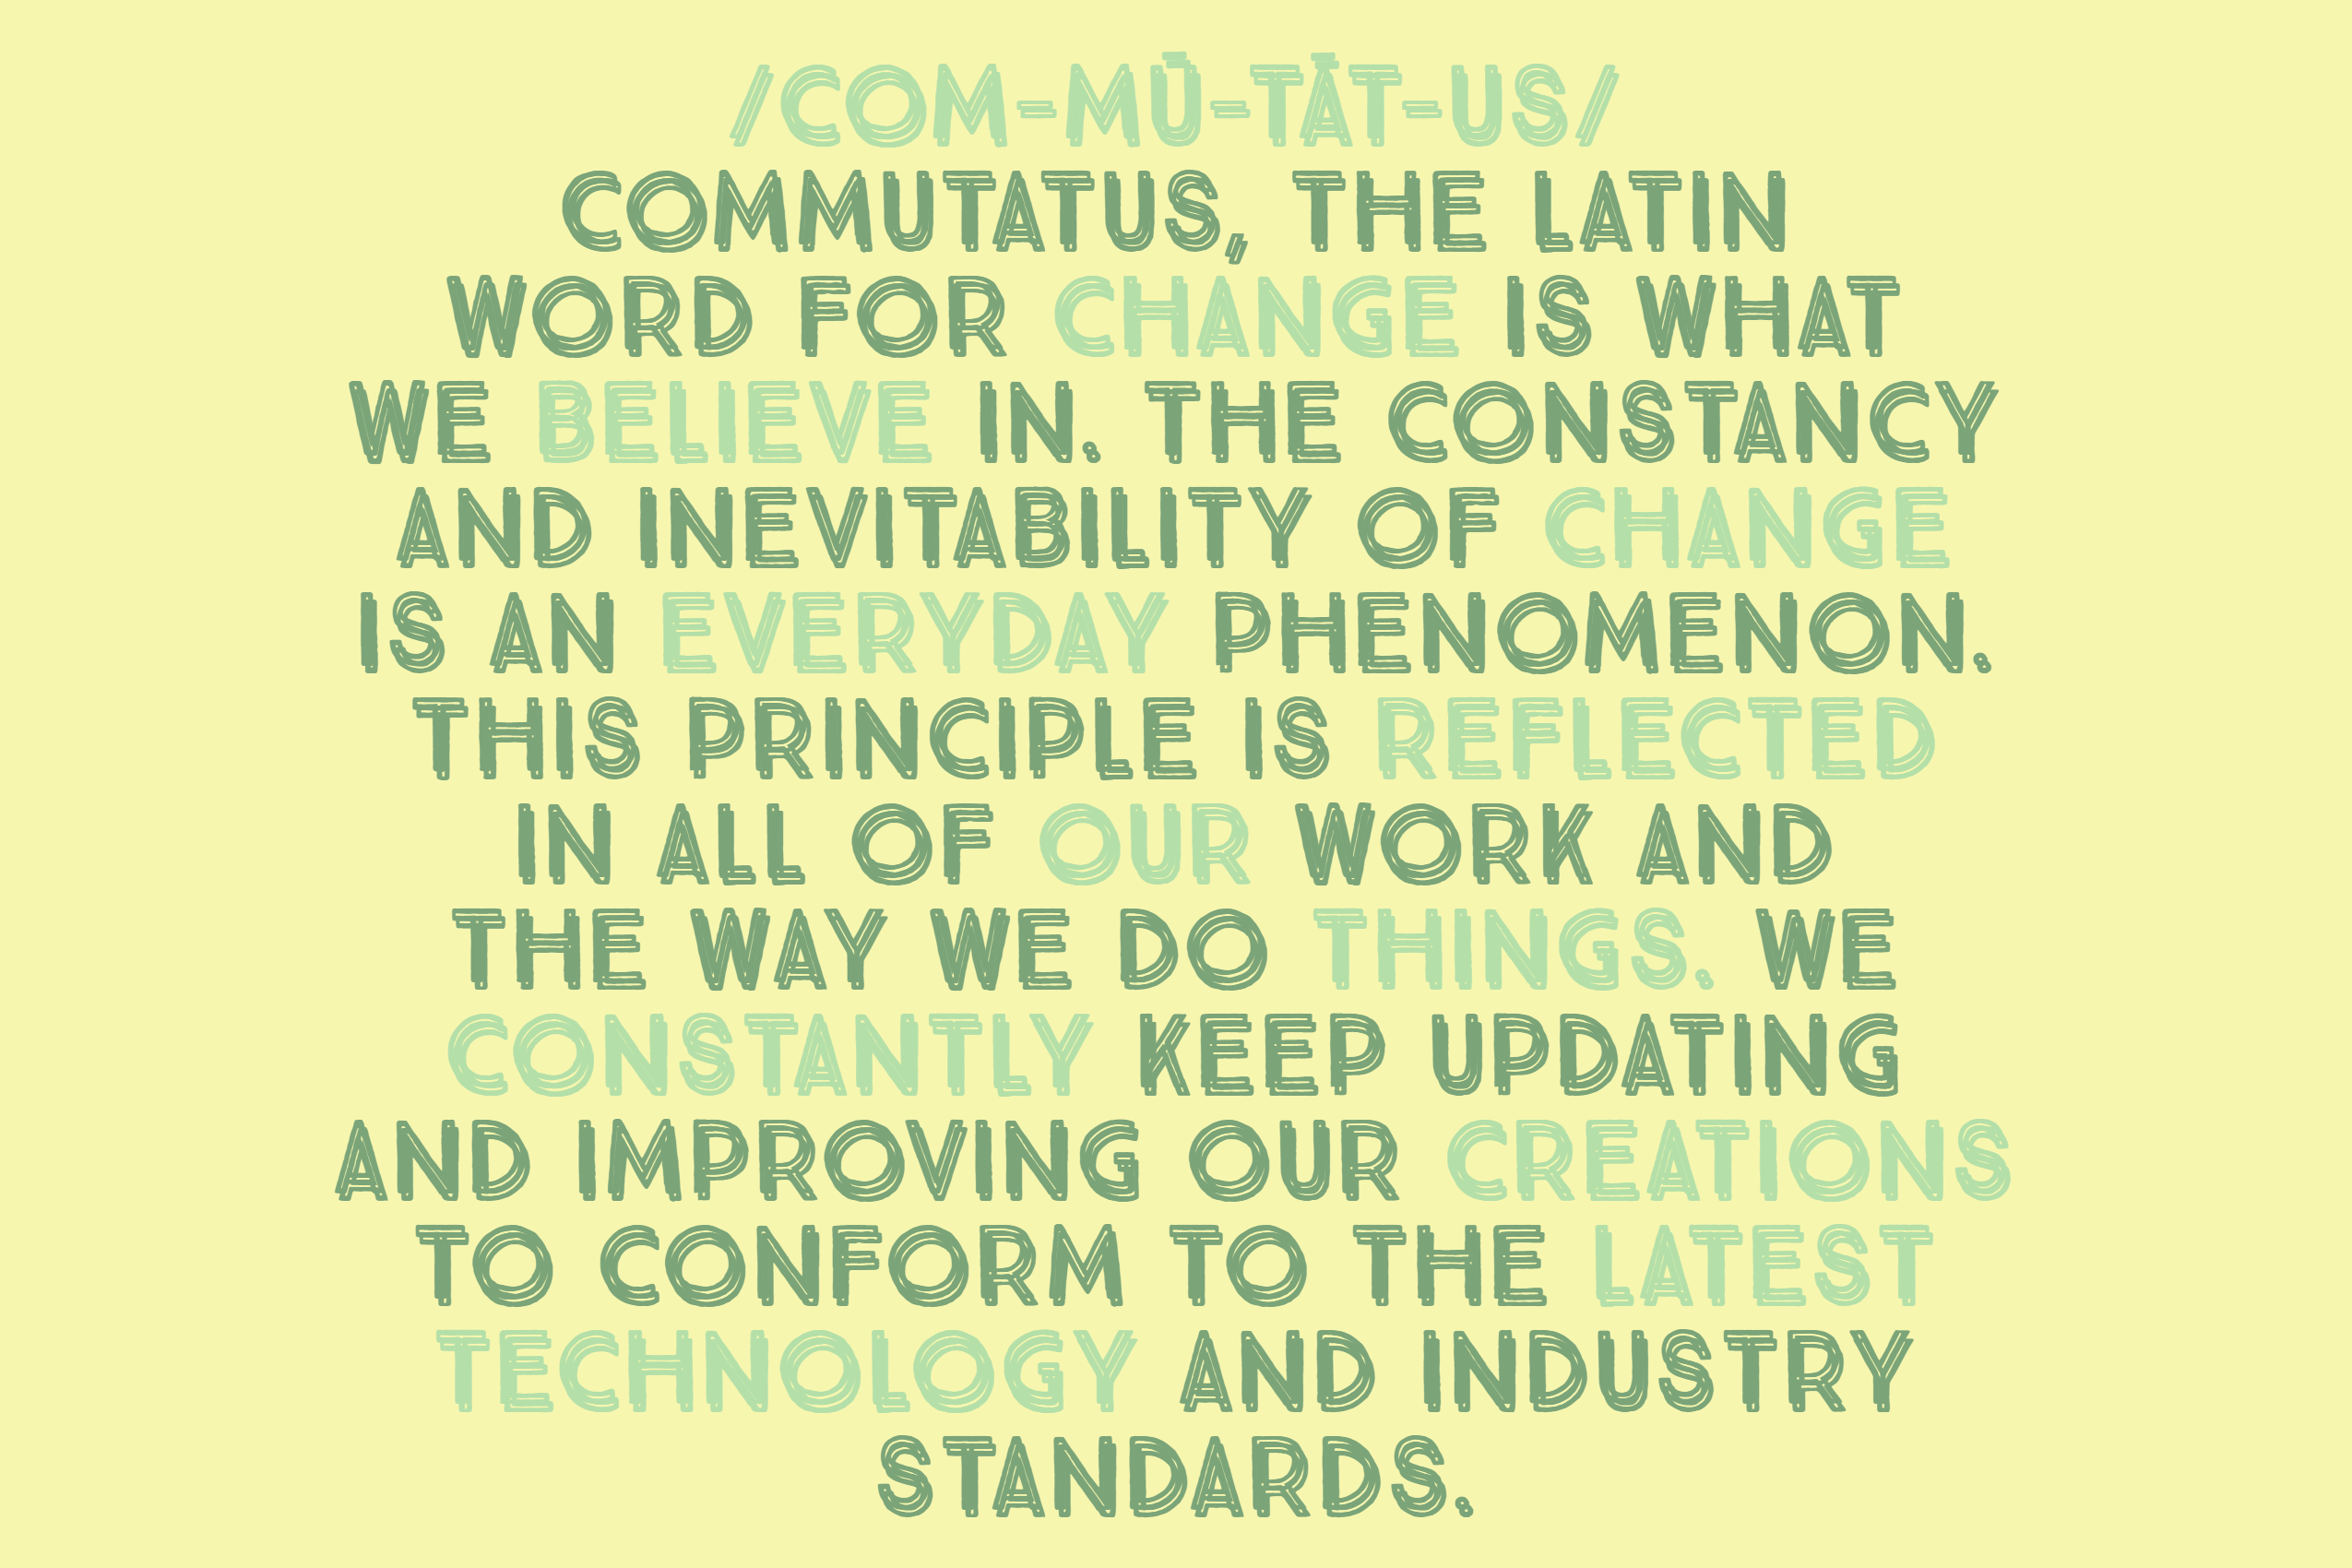 /COM-MŪ-TĀT-US/
COMMUTATUS, THE LATIN
WORD FOR CHANGE IS WHAT
WE BELIEVE IN. THE CONSTANCY
AND INEVITABILITY OF CHANGE
IS AN EVERYDAY PHENOMENON.
THIS PRINCIPLE IS REFLECTED
IN ALL OF OUR WORK AND
THE WAY WE DO THINGS. WE
CONSTANTLY KEEP UPDATING
AND IMPROVING OUR CREATIONS
TO CONFORM TO THE LATEST
TECHNOLOGY AND INDUSTRY
STANDARDS.